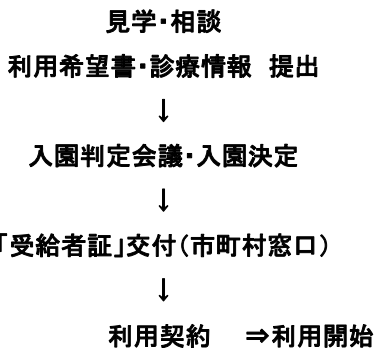 見学・相談
利用希望書・診療情報　提出
↓
入園判定会議・入園決定
↓
「受給者証」交付（市町村窓口）
↓
利用契約　⇒利用開始